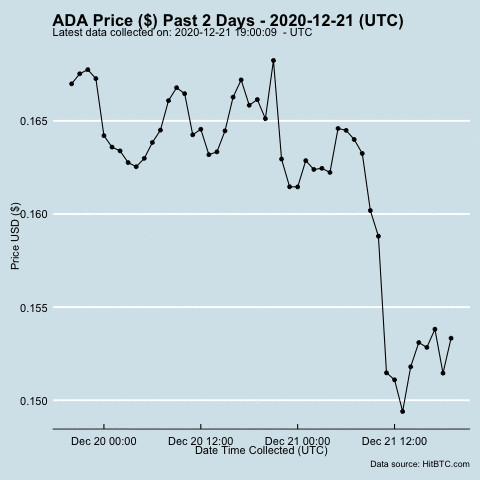 ADA Price ($) Past 2 Days - 2020-12-21 (UTC)
Latest data collected on: 2020-12-21 19:00:09 - UTC
0.165
0.160
0.155
0.150
Price USD ($)
Dec 20 00:00 Dec 20 12:00 Dec 21 00:00 Dec 21 12:00
Date Time Collected (UTC)
Data source: HitBTC.com